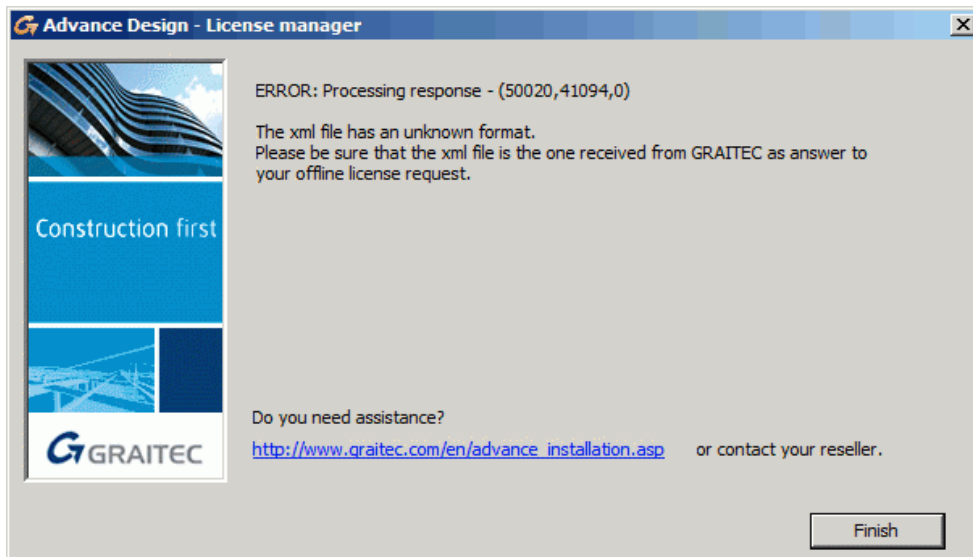 Advance Design - License manager
ERROR: Processing response - (50020,41094,0)
The xml file has an unknown format.
Please be sure that the xml file is the one received from GRAITEC as answer to
your offline license request.
Construction first
GRAITEC
Do you need assistance?
http://www.graitec.com/en/advance_installation.asp or contact your reseller.
Finish